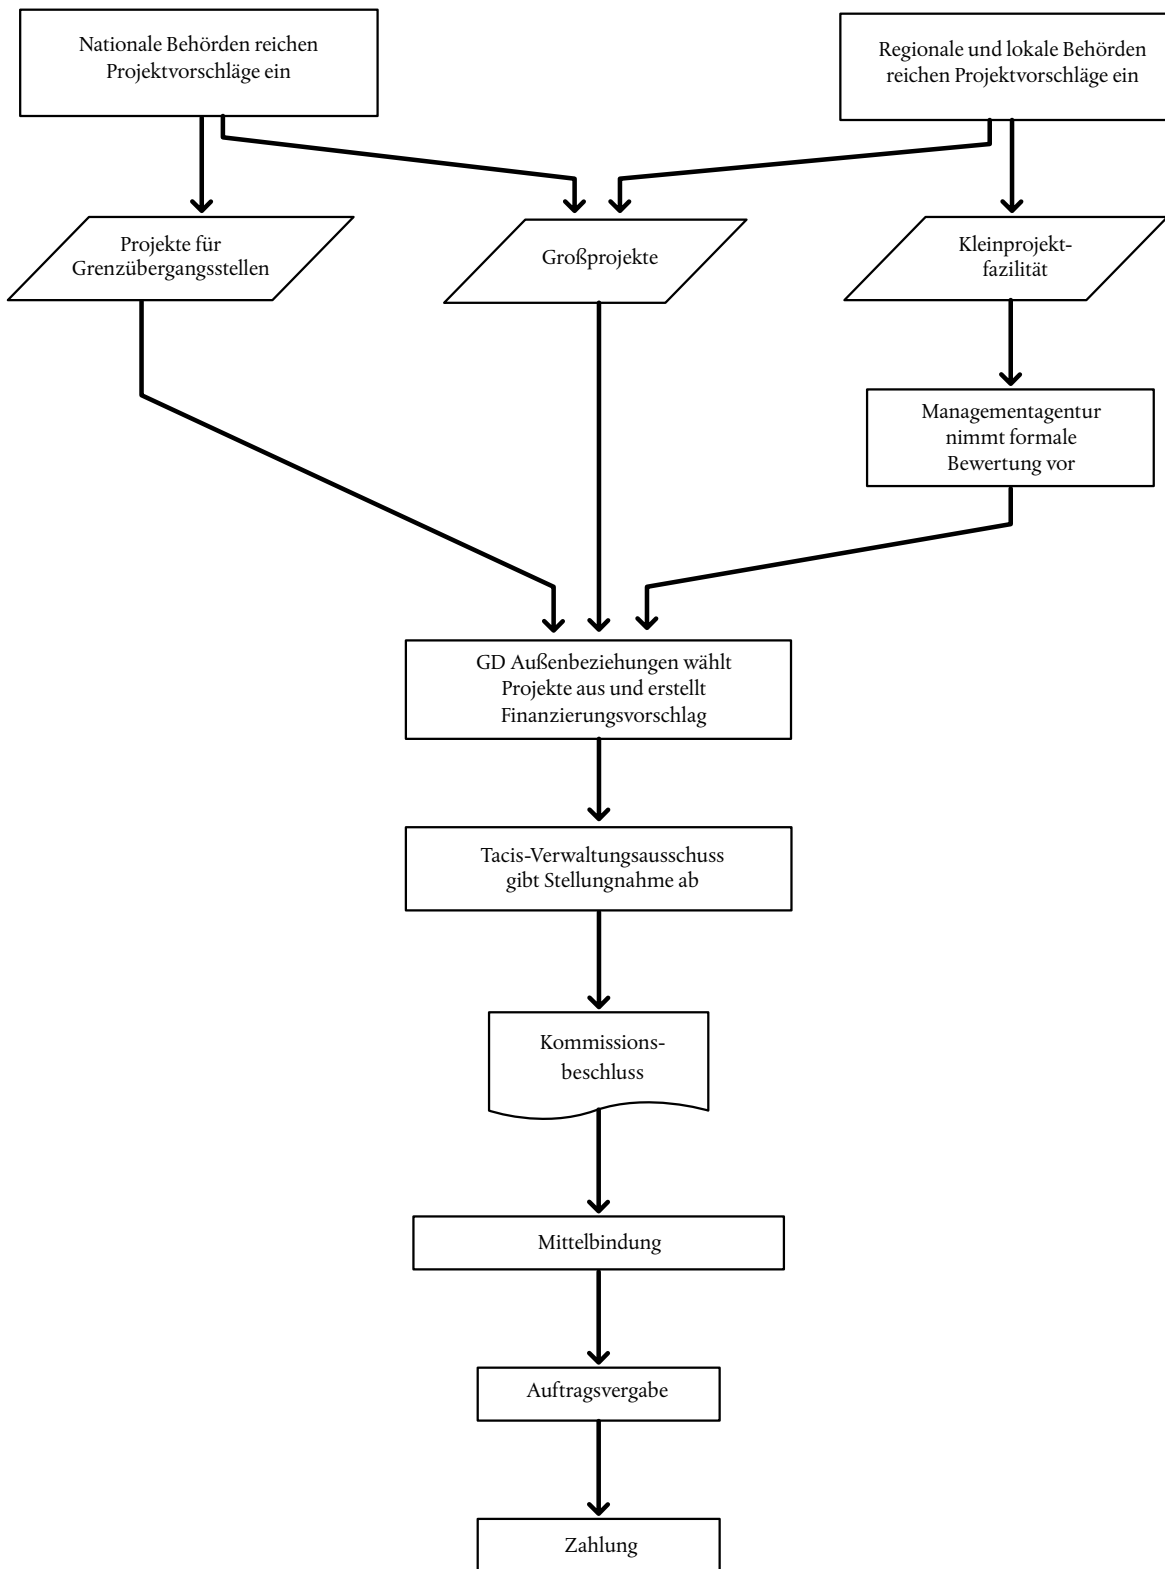 Nationale Behörden reichen
Projektvorschläge ein
Regionale und lokale Behörden
reichen Projektvorschläge ein
Projekte für
Grenzübergangsstellen
Großprojekte
Kleinprojekt-
fazilität
Managementagentur
nimmt formale
Bewertung vor
GD Außenbeziehungen wählt
Projekte aus und erstellt
Finanzierungsvorschlag
Tacis-Verwaltungsausschuss
gibt Stellungnahme ab
Kommissions-
beschluss
Mittelbindung
Auftragsvergabe
Zahlung